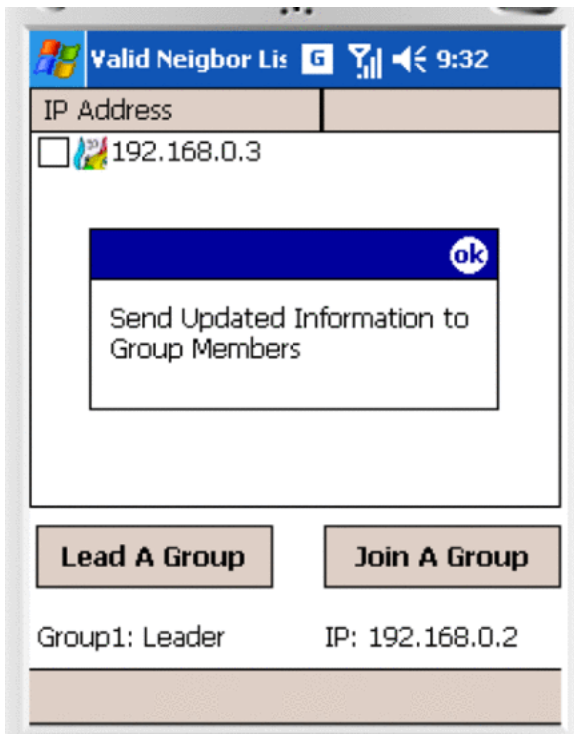 Valid Neigbor Lis G 9:32
IP Address
192.168.0.3
ok
Send Updated Information to
Group Members
Lead A Group Join A Group
Group1: Leader IP: 192.168.0.2